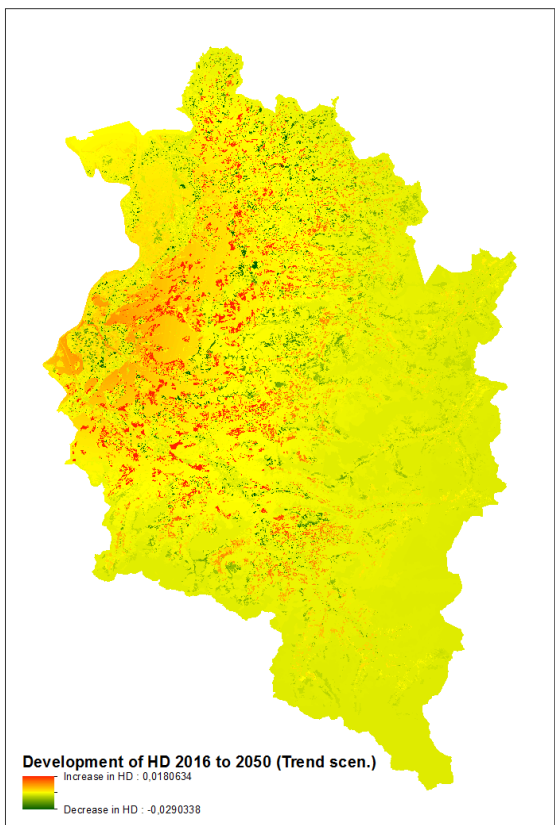 Development of HD 2016 to 2050 (Trend scen.)
Increase in HD : 0,0180634
Decrease in HD : -0,0290338